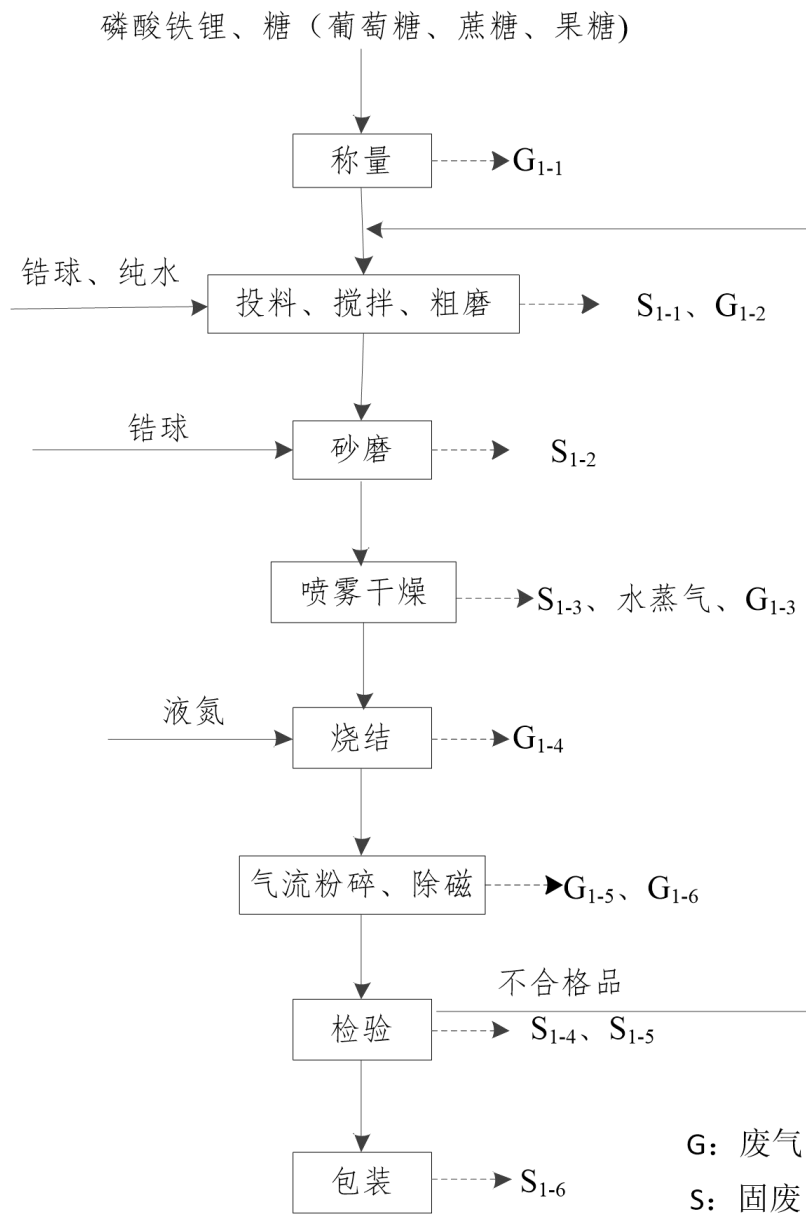 磷酸铁锂、糖（葡萄糖、蔗糖、果糖)
称量
G1-1
锆球、纯水
投料、搅拌、粗磨
S1-1、G1-2
锆球
砂磨
S1-2
喷雾干燥
S1-3、水蒸气、G1-3
液氮
烧结
G1-4
气流粉碎、除磁
G1-5、G1-6
不合格品
检验
S1-4、S1-5
包装
S1-6
G：废气
S：固废